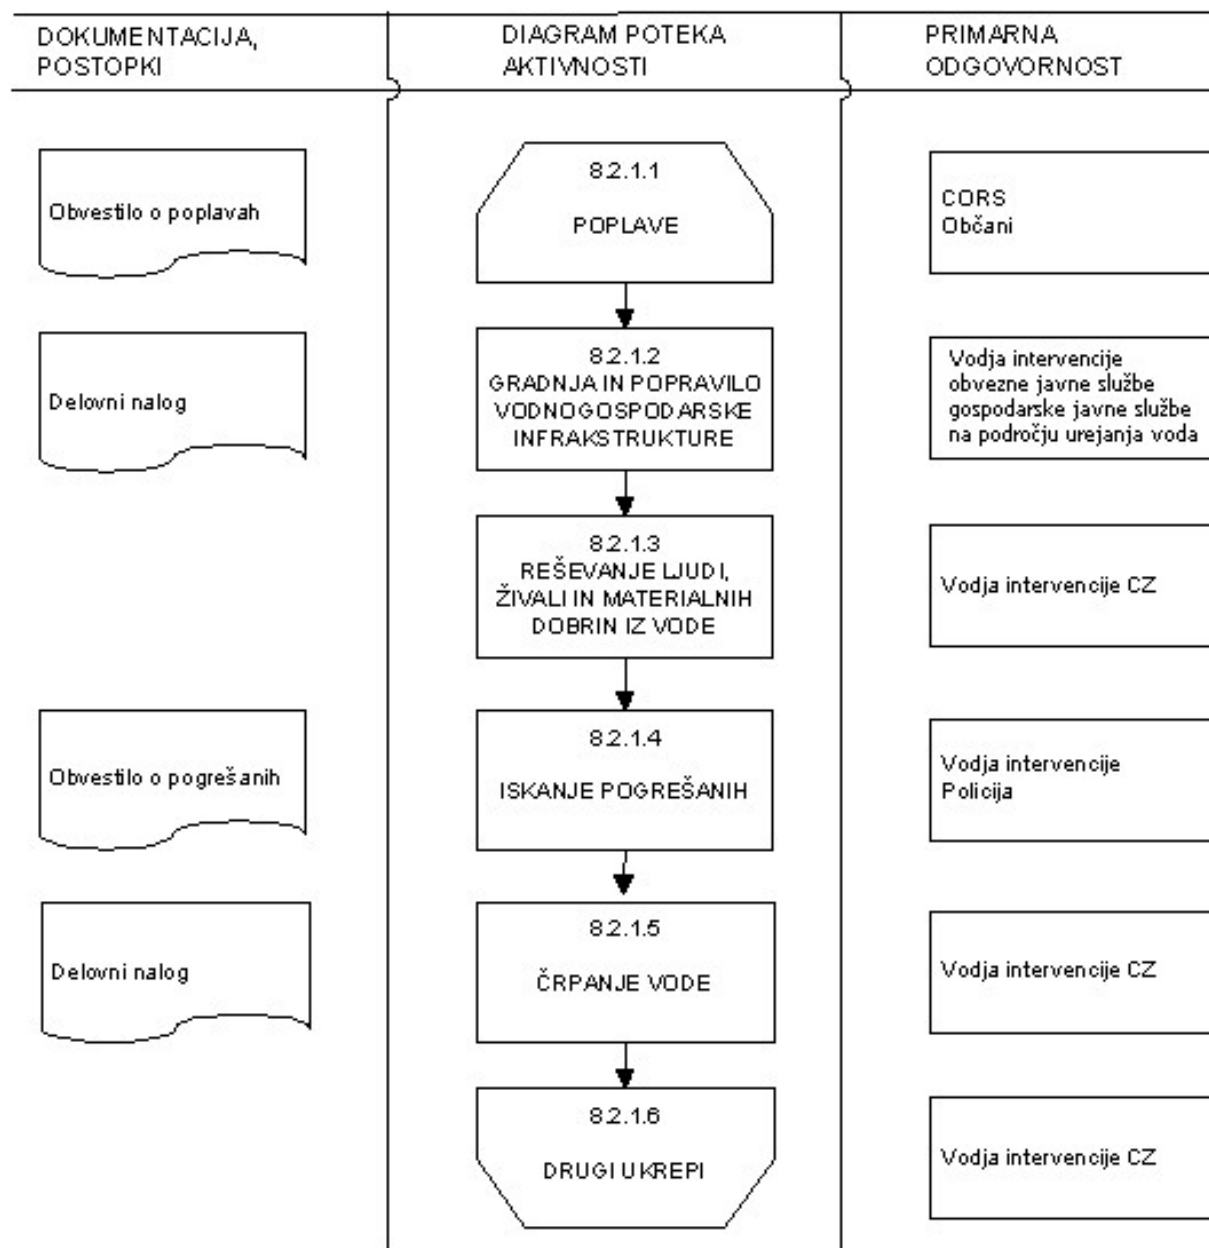 DOKUMENTACIJA,
POSTOPKI
DIAGRAM POTEKA
AKTIVNOSTI
PRIMARNA
ODGOVORNOST
Obvestilo o poplavah
8.2.1.1
POPLAVE
CORS
Občani
Delovni nalog
8.2.1.2
GRADNJA IN POPRAVILO
VODNOGOSPODARSKE
INFRAKSTRUKTURE
Vodja intervencije
obvezne javne službe
gospodarske javne službe
na področju urejanja voda
8.2.1.3
REŠEVANJE LJUDI,
ŽIVALI IN MATERIALNIH
DOBRIN IZ VODE
Vodja intervencije CZ
Obvestilo o pogrešanih
8.2.1.4
ISKANJE POGREŠANIH
Vodja intervencije
Policija
Delovni nalog
8.2.1.5
ČRPANJE VODE
Vodja intervencije CZ
8.2.1.6
DRUGI UKREPI
Vodja intervencije CZ